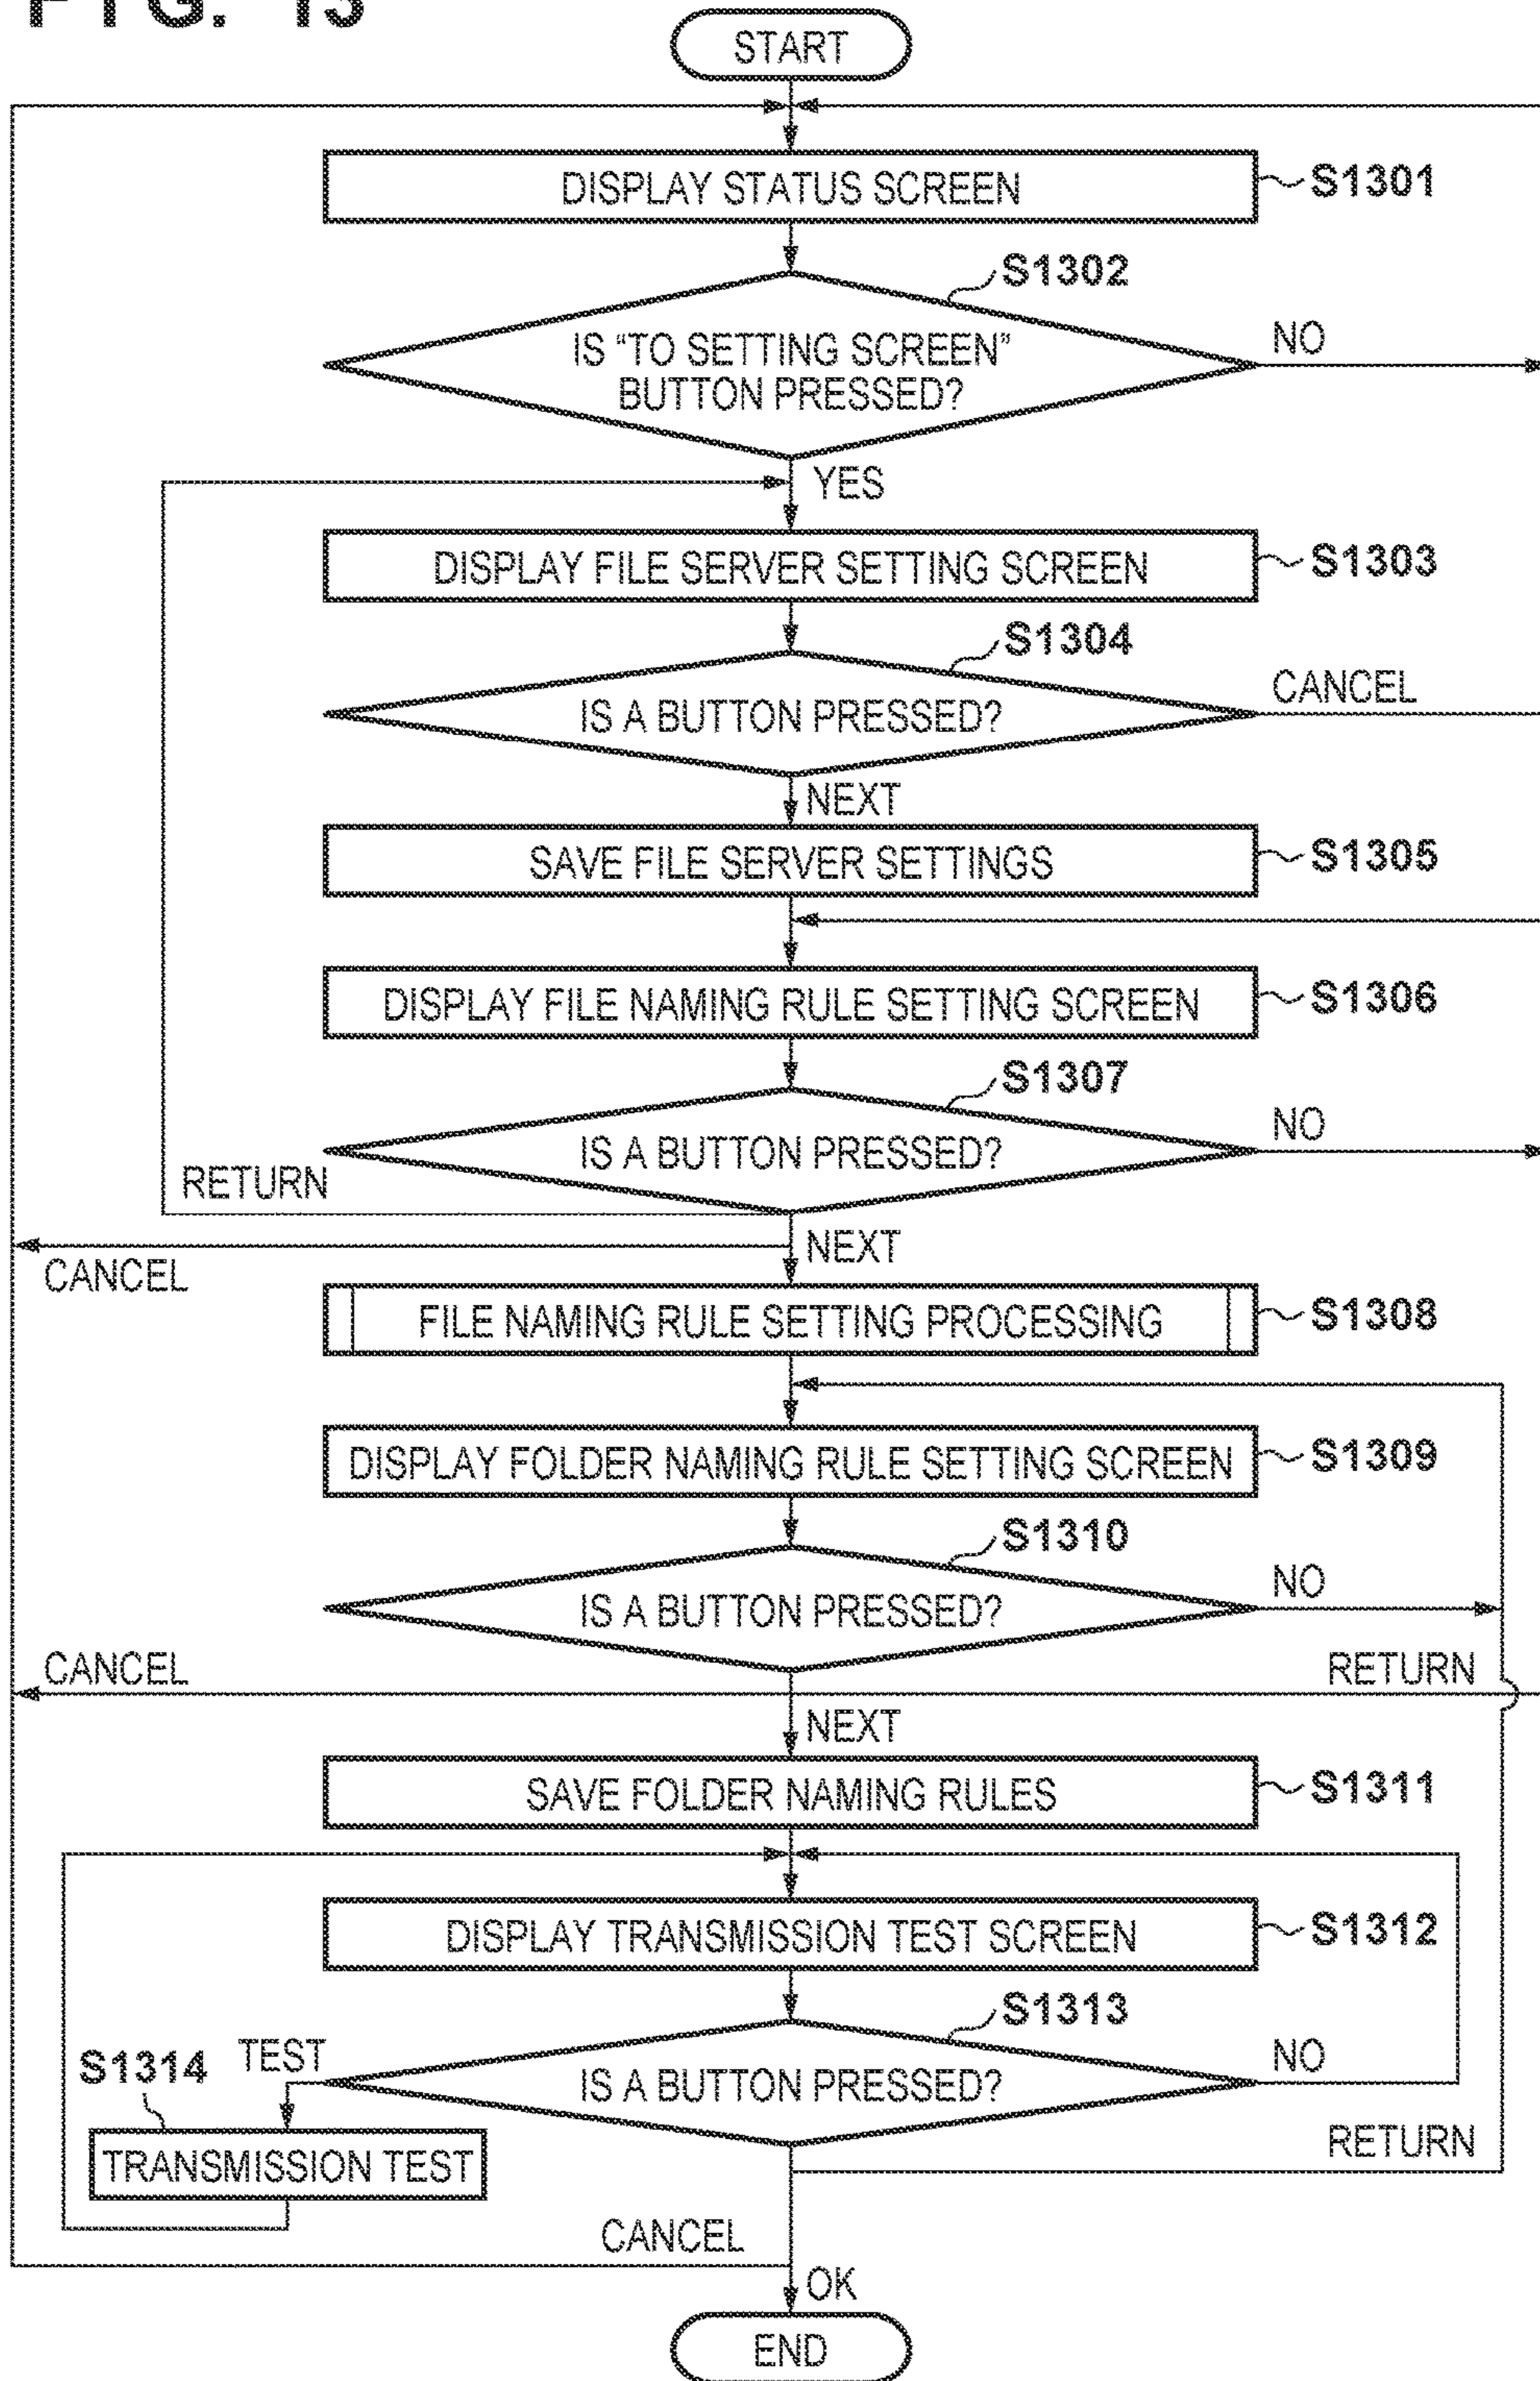 FIG. 13
START
DISPLAY STATUS SCREEN
S1301
S1302
IS “TO SETTING SCREEN”
BUTTON PRESSED?
NO
YES
DISPLAY FILE SERVER SETTING SCREEN
S1303
S1304
IS A BUTTON PRESSED?
CANCEL
NEXT
SAVE FILE SERVER SETTINGS
S1305
DISPLAY FILE NAMING RULE SETTING SCREEN
S1306
S1307
IS A BUTTON PRESSED?
NO
RETURN
NEXT
CANCEL
FILE NAMING RULE SETTING PROCESSING
S1308
DISPLAY FOLDER NAMING RULE SETTING SCREEN
S1309
S1310
IS A BUTTON PRESSED?
NO
CANCEL
RETURN
NEXT
SAVE FOLDER NAMING RULES
S1311
DISPLAY TRANSMISSION TEST SCREEN
S1312
S1313
IS A BUTTON PRESSED?
NO
TEST
S1314
TRANSMISSION TEST
RETURN
CANCEL
OK
END